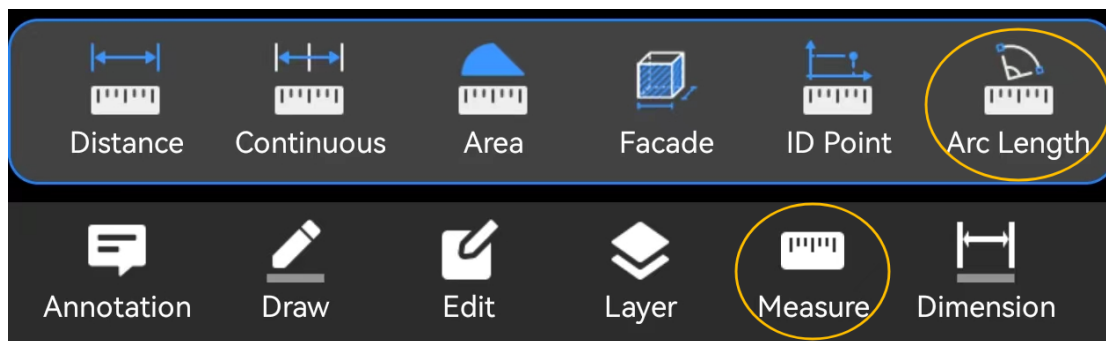 Distance Continuous Area Facade ID Point Arc Length
Annotation Draw Edit Layer Measure Dimension